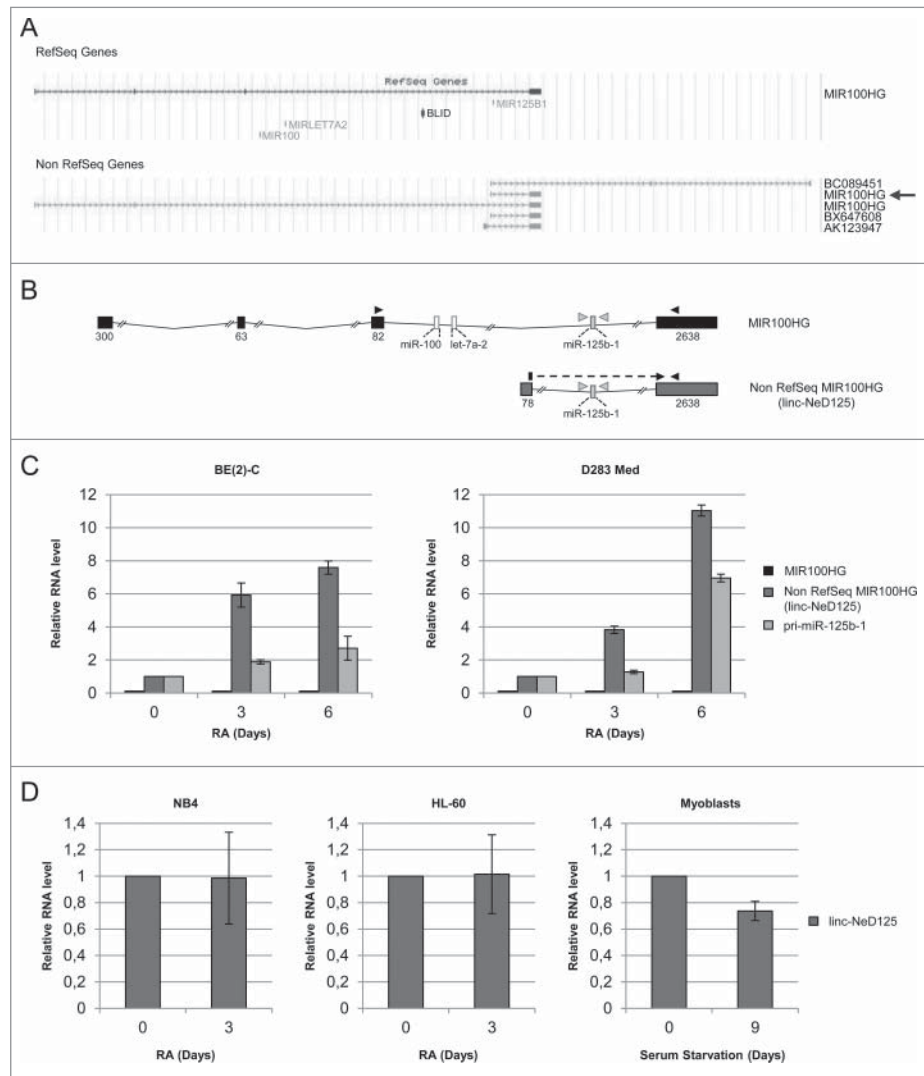 A
RefSeq Genes
RefSeq Genes
MIR100HG
MIR125B1
BLID
MIRLET7A2
MIR100
Non RefSeq Genes
BC089451
MIR100HG
MIR100HG
BX647608
AK123947
B
300
63
82
miR-100
let-7a-2
miR-125b-1
2638
MIR100HG
78
miR-125b-1
2638
Non RefSeq MIR100HG
(linc-NeD125)
C
BE(2)-C
Relative RNA level
12
10
8
6
4
2
0
0 3 6
RA (Days)
D283 Med
Relative RNA level
12
10
8
6
4
2
0
0 3 6
RA (Days)
MIR100HG
Non RefSeq MIR100HG
(linc-NeD125)
pri-miR-125b-1
D
NB4
Relative RNA level
1,4
1,2
1
0,8
0,6
0,4
0,2
0
0 3
RA (Days)
HL-60
Relative RNA level
1,4
1,2
1
0,8
0,6
0,4
0,2
0
0 3
RA (Days)
Myoblasts
Relative RNA level
1,4
1,2
1
0,8
0,6
0,4
0,2
0
0 9
Serum Starvation (Days)
linc-NeD125